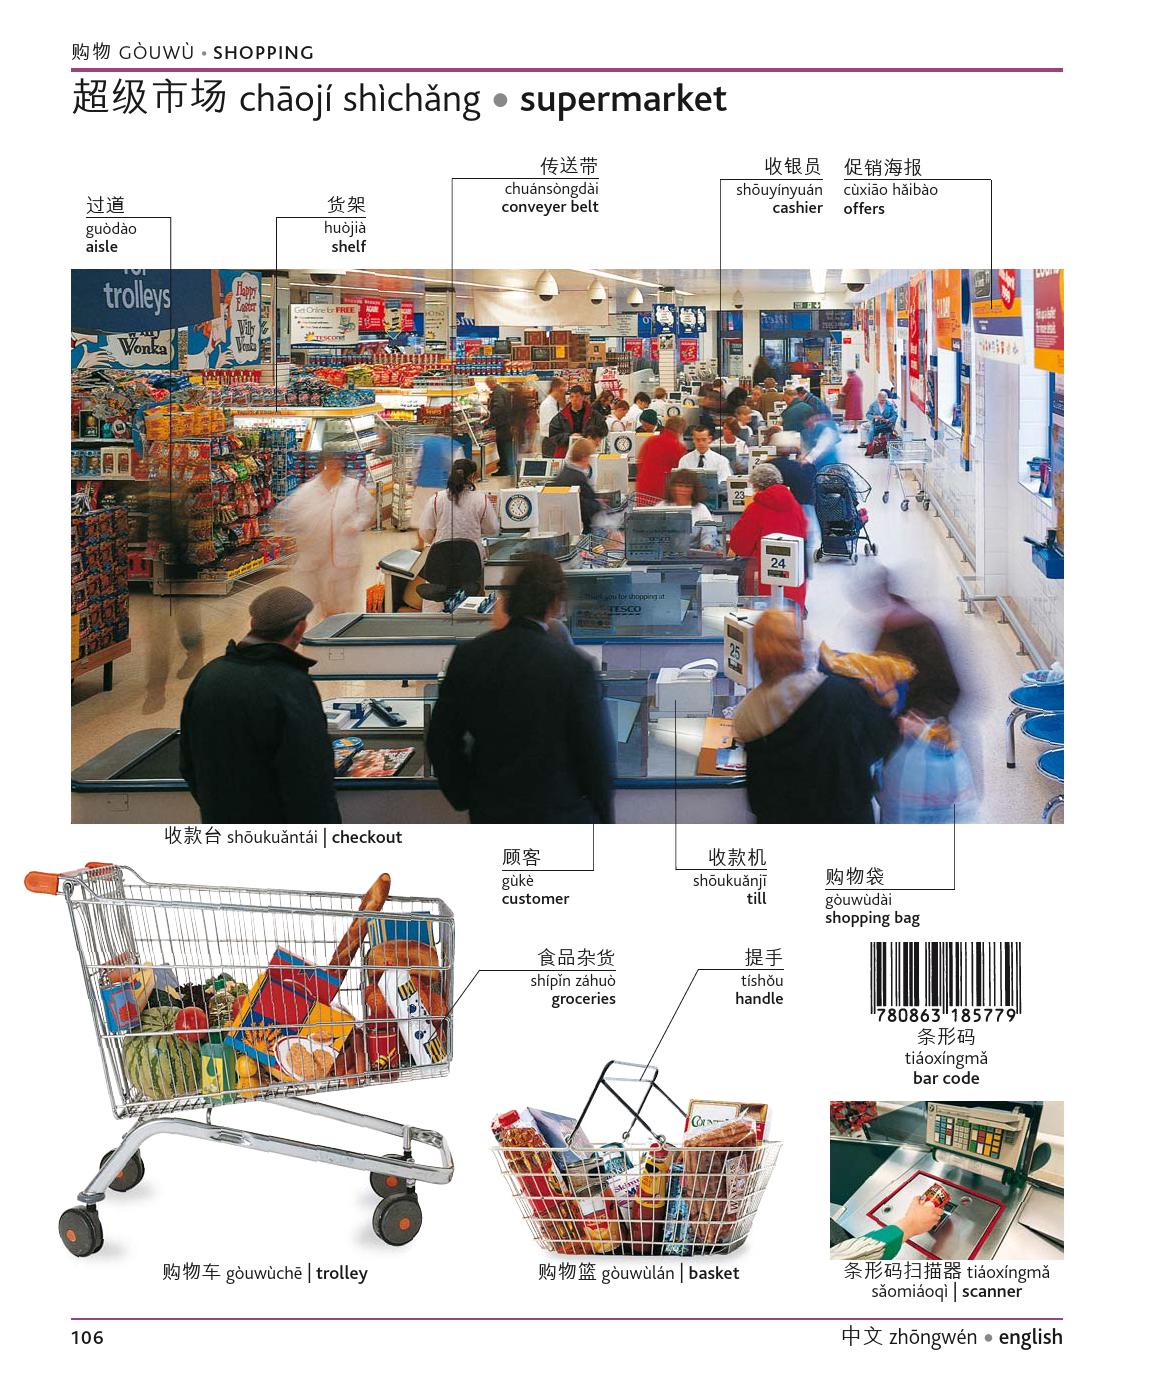 购物 GÒUWÙ • SHOPPING
超级市场 chāojí shìchǎng • supermarket
过道
guòdào
aisle
货架
huòjià
shelf
传送带
chuánsòngdài
conveyer belt
收银员
shōuyínyuán
cashier
促销海报
cùxiāo hǎibào
offers
trolleys
Happy
Easter
Willy
Wonka
Wonka
Get Online for FREE
TESCO
23
24
Thank you for shopping at
TESCO
25
收款台 shōukuǎntái | checkout
顾客
gùkè
customer
收款机
shōukuǎnjī
till
购物袋
gòuwùdài
shopping bag
食品杂货
shípǐn záhuò
groceries
提手
tíshǒu
handle
780863 185779
条形码
tiáoxíngmǎ
bar code
购物车 gòuwùchē | trolley
购物篮 gòuwùlán | basket
条形码扫描器 tiáoxíngmǎ
sǎomiáoqì | scanner
106
中文 zhōngwén • english